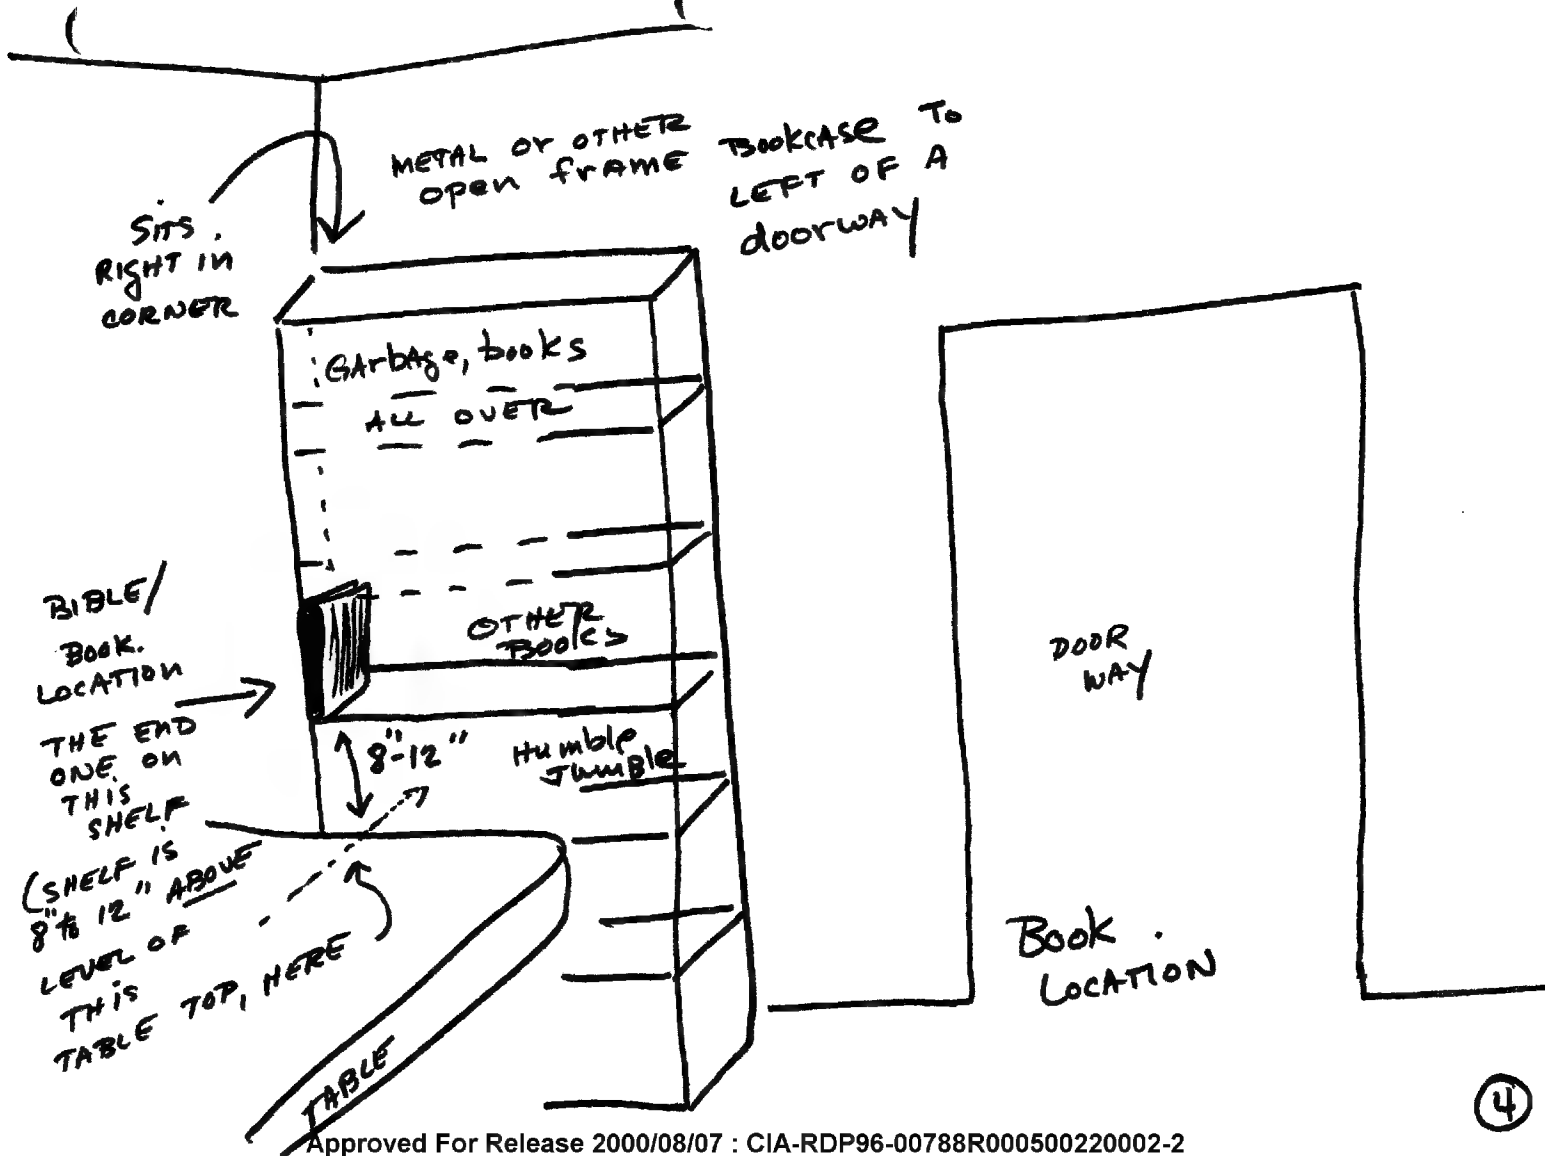 METAL or OTHER
open frame
BOOKCASE TO
LEFT OF A
doorway
SITS
RIGHT IN
CORNER
GArbAge, books
ALL OVER
BIBLE/
BOOK
LOCATION
THE END
ONE ON
THIS
SHELF
(SHELF IS
8" to 12" ABOVE
LEVEL OF
THIS
TABLE TOP, HERE
OTHER
BOOKS
8"-12"
Humble
JumBle
DOOR
WAY
Book
LOCATION
TABLE
4
Approved For Release 2000/08/07 : CIA-RDP96-00788R000500220002-2